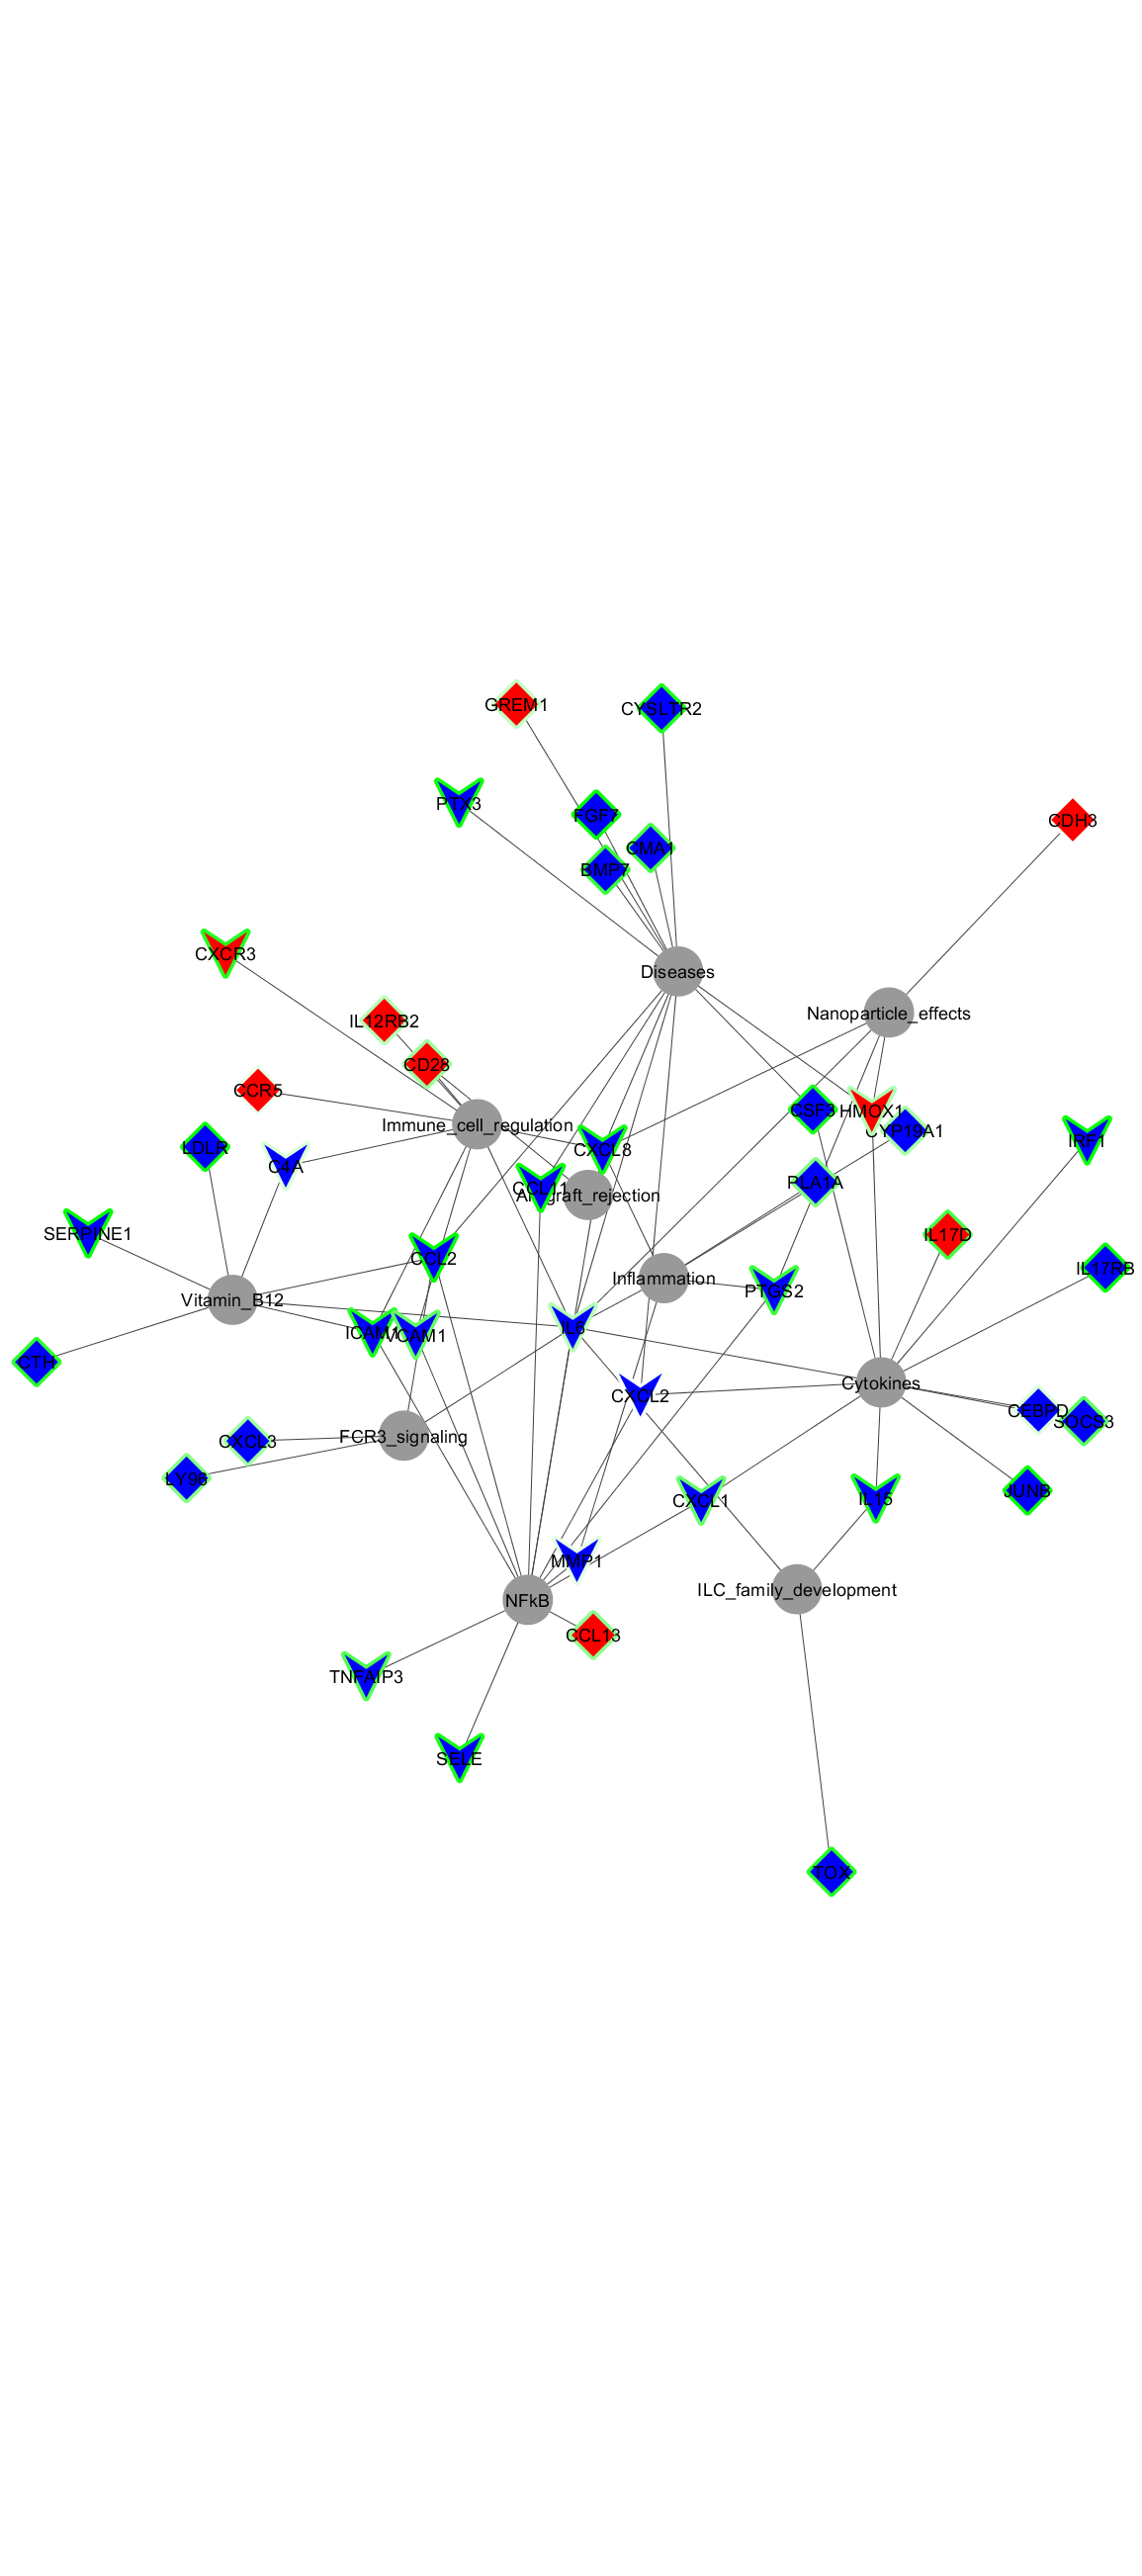 GREM1
CYSLTR2
PTX3
FGF7
CDH3
CMA1
BMP7
CXCR3
Diseases
Nanoparticle_effects
IL12RB2
CD28
CCR5
CSF3
HMOX1
Immune_cell_regulation
CYP19A1
IRF1
LDLR
CXCL8
C4A
PLA1A
CCL11
Allograft_rejection
SERPINE1
IL17D
CCL2
IL17RB
Inflammation
PTGS2
Vitamin_B12
IL6
ICAM1
VCAM1
CTH
Cytokines
CXCL2
CEBPD
SOCS3
FCR3_signaling
CXCL3
LY96
JUNB
CXCL1
IL15
MMP1
ILC_family_development
NFkB
CCL13
TNFAIP3
SELE
TOX